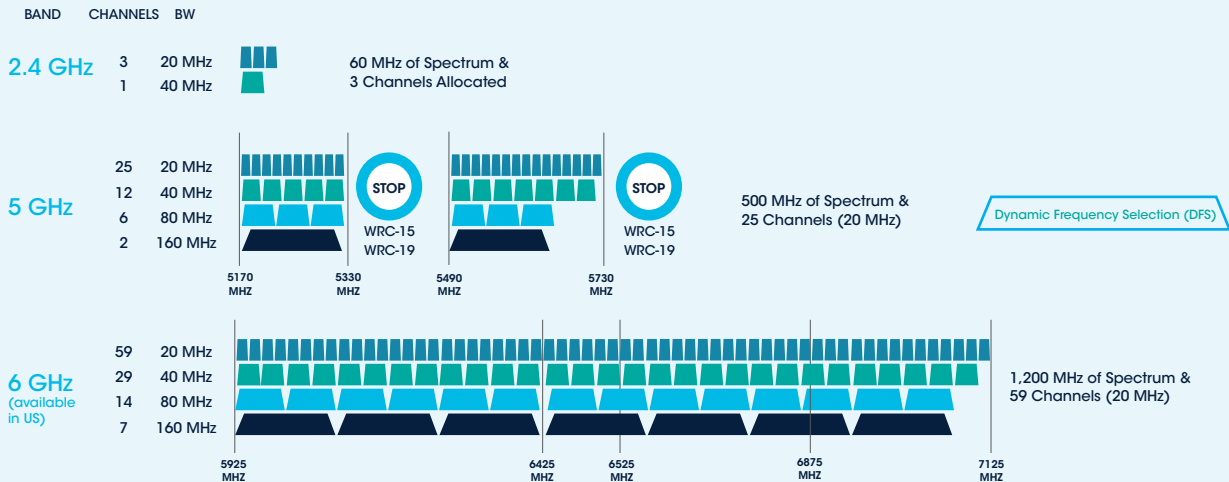 BAND CHANNELS BW
2.4 GHz
3 20 MHz
1 40 MHz
60 MHz of Spectrum &
3 Channels Allocated
5 GHz
25 20 MHz
12 40 MHz
6 80 MHz
2 160 MHz
STOP
WRC-15
WRC-19
STOP
WRC-15
WRC-19
5170
MHZ
5330
MHZ
5490
MHZ
5730
MHZ
500 MHz of Spectrum &
25 Channels (20 MHz)
Dynamic Frequency Selection (DFS)
6 GHz
(available
in US)
59 20 MHz
29 40 MHz
14 80 MHz
7 160 MHz
5925
MHZ
6425
MHZ
6525
MHZ
6875
MHZ
7125
MHZ
1,200 MHz of Spectrum &
59 Channels (20 MHz)